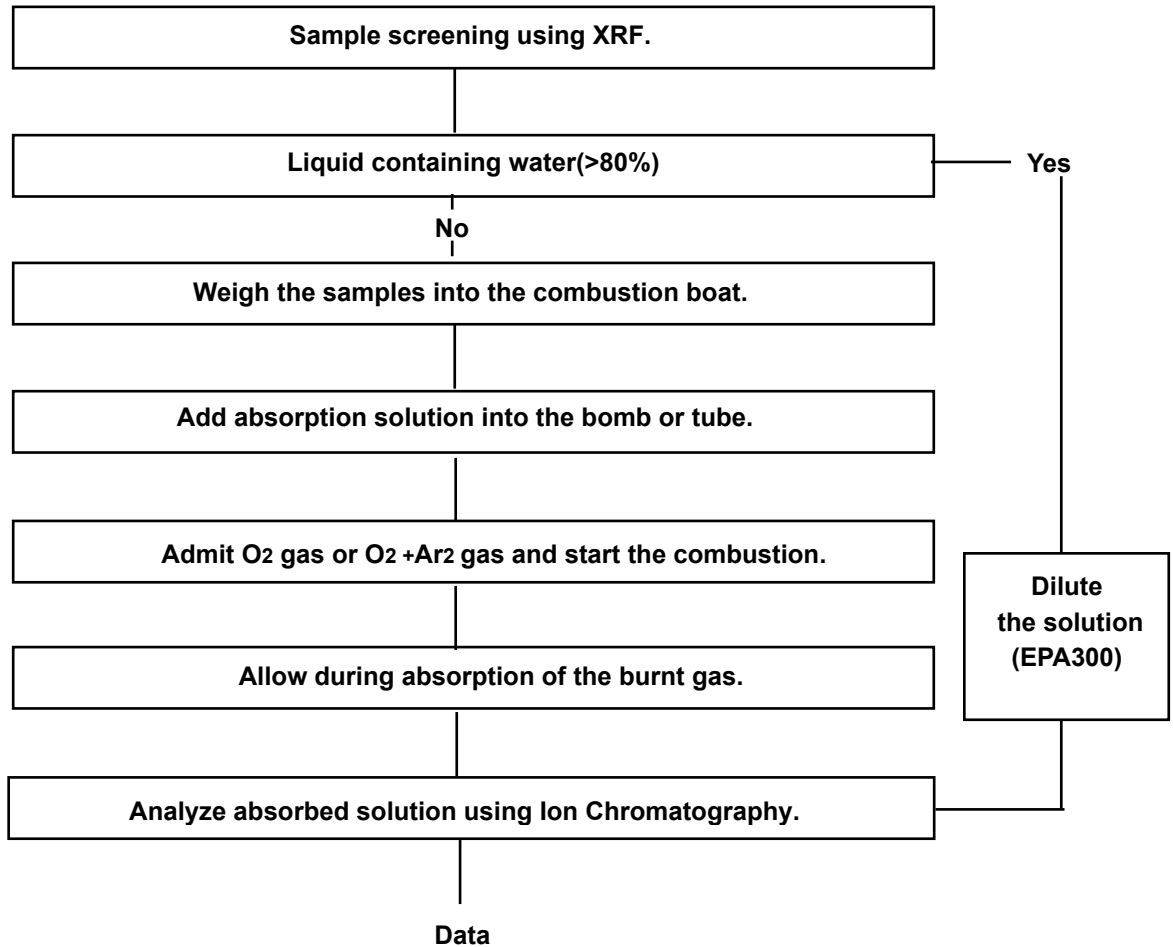 Sample screening using XRF.
Liquid containing water(>80%)
Yes
No
Weigh the samples into the combustion boat.
Add absorption solution into the bomb or tube.
Admit O2 gas or O2 +Ar2 gas and start the combustion.
Dilute
the solution
(EPA300)
Allow during absorption of the burnt gas.
Analyze absorbed solution using Ion Chromatography.
Data